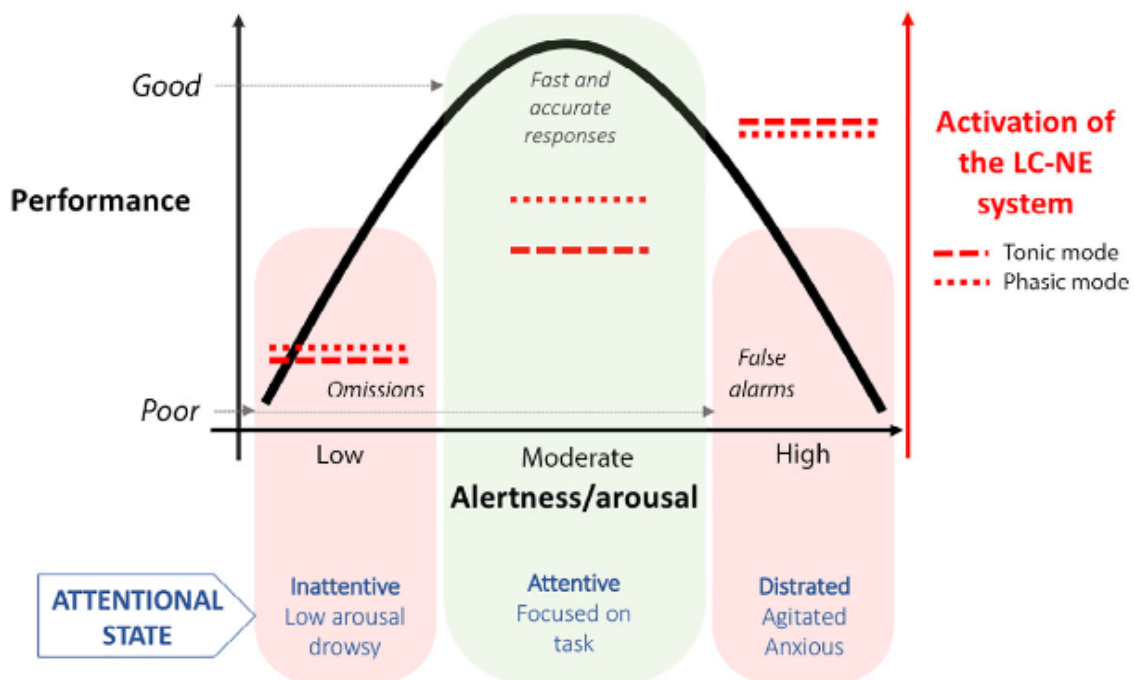 Good
Fast and
accurate
responses
Performance
Activation of
the LC-NE
system
Tonic mode
Phasic mode
Omissions
False
alarms
Poor
Low
Moderate
High
Alertness/arousal
ATTENTIONAL
STATE
Inattentive
Low arousal
drowsy
Attentive
Focused on
task
Distrated
Agitated
Anxious